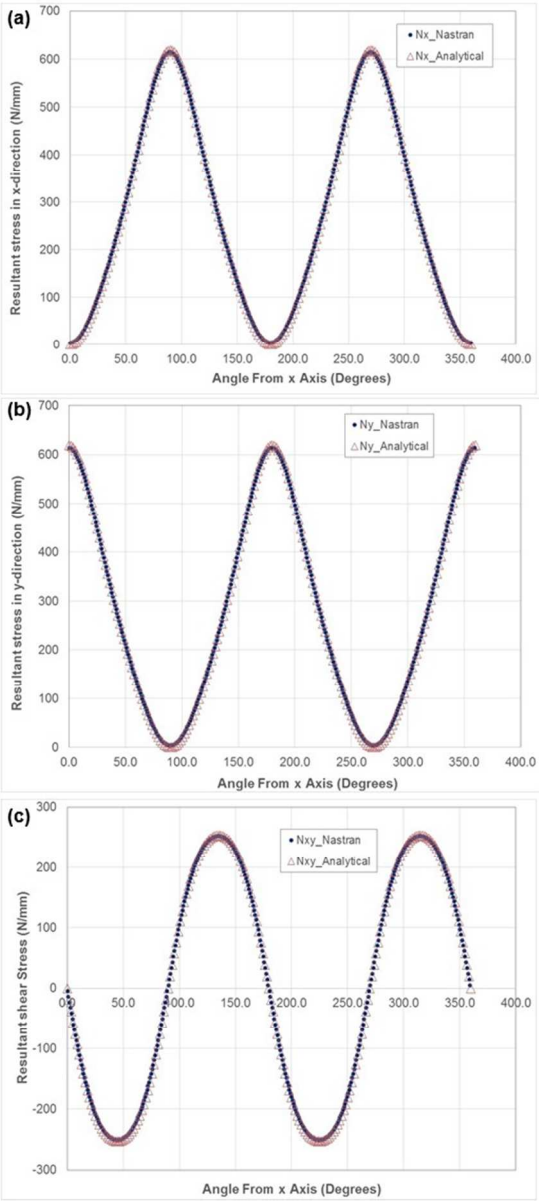 (a)
700
600
500
400
300
200
100
0
Resultant stress in x-direction (N/mm)
Nx_Nastran
Nx_Analytical
0.0 50.0 100.0 150.0 200.0 250.0 300.0 350.0 400.0
Angle From x Axis (Degrees)
(b)
700
600
500
400
300
200
100
0
Resultant stress in y-direction (N/mm)
Ny_Nastran
Ny_Analytical
0.0 50.0 100.0 150.0 200.0 250.0 300.0 350.0 400.0
Angle From x Axis (Degrees)
(c)
300
200
100
0
-100
-200
-300
Resultant shear Stress (N/mm)
Nxy_Nastran
Nxy_Analytical
0.0 50.0 100.0 150.0 200.0 250.0 300.0 350.0 400.0
Angle From x Axis (Degrees)